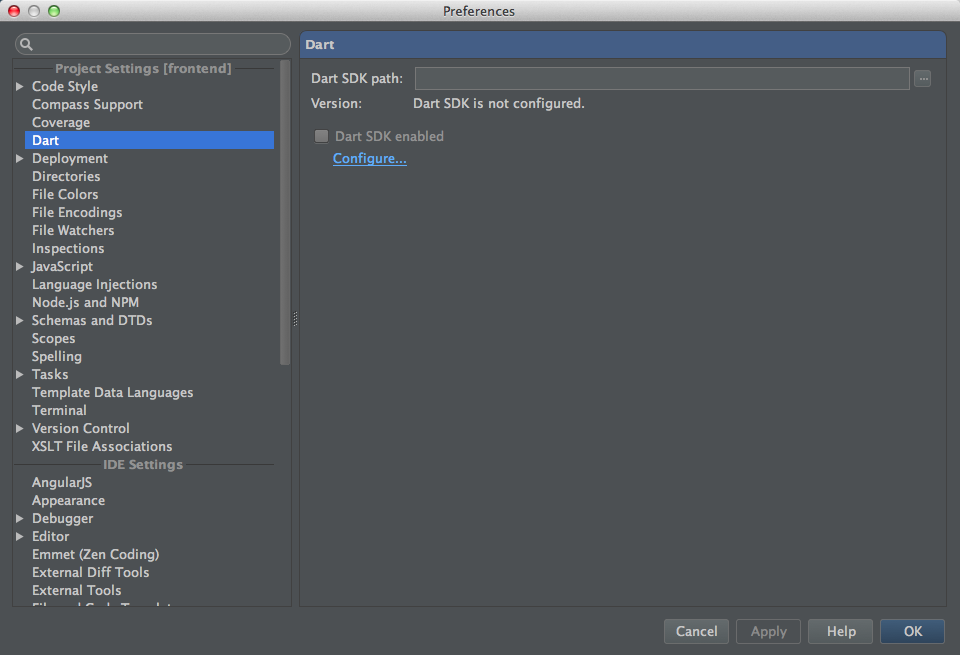 Preferences
Project Settings [frontend]
Code Style
Compass Support
Coverage
Dart
Deployment
Directories
File Colors
File Encodings
File Watchers
Inspections
JavaScript
Language Injections
Node.js and NPM
Schemas and DTDs
Scopes
Spelling
Tasks
Template Data Languages
Terminal
Version Control
XSLT File Associations
IDE Settings
AngularJS
Appearance
Debugger
Editor
Emmet (Zen Coding)
External Diff Tools
External Tools
Dart
Dart SDK path:
...
Version: Dart SDK is not configured.
Dart SDK enabled
Configure...
Cancel Apply Help OK